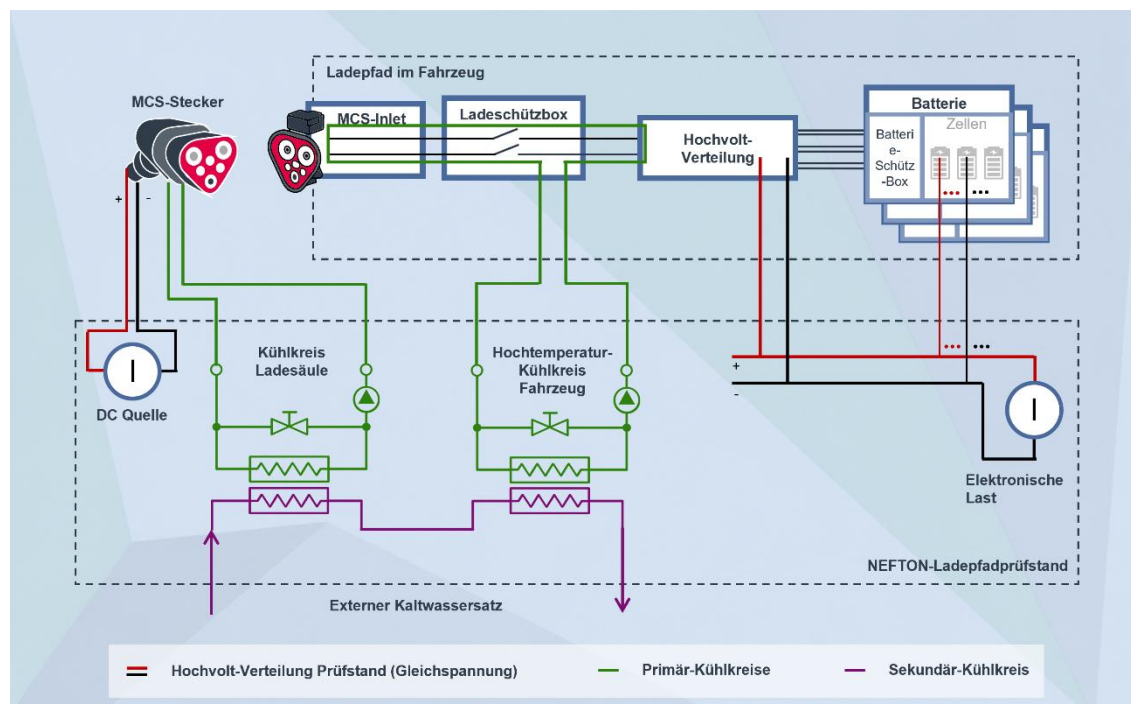 Ladepfad im Fahrzeug
MCS-Stecker
MCS-Inlet
Ladeschützbox
Hochvolt-
Verteilung
Batterie
Batteri
e-
Schütz
-Box
Zellen
...
...
+
-
Kühlkreis
Ladesäule
Hochtemperatur-
Kühlkreis
Fahrzeug
...
...
+
-
I
DC Quelle
I
Elektronische
Last
NEFTON-Ladepfadprüfstand
Externer Kaltwassersatz
Hochvolt-Verteilung Prüfstand (Gleichspannung)
Primär-Kühlkreise
Sekundär-Kühlkreis